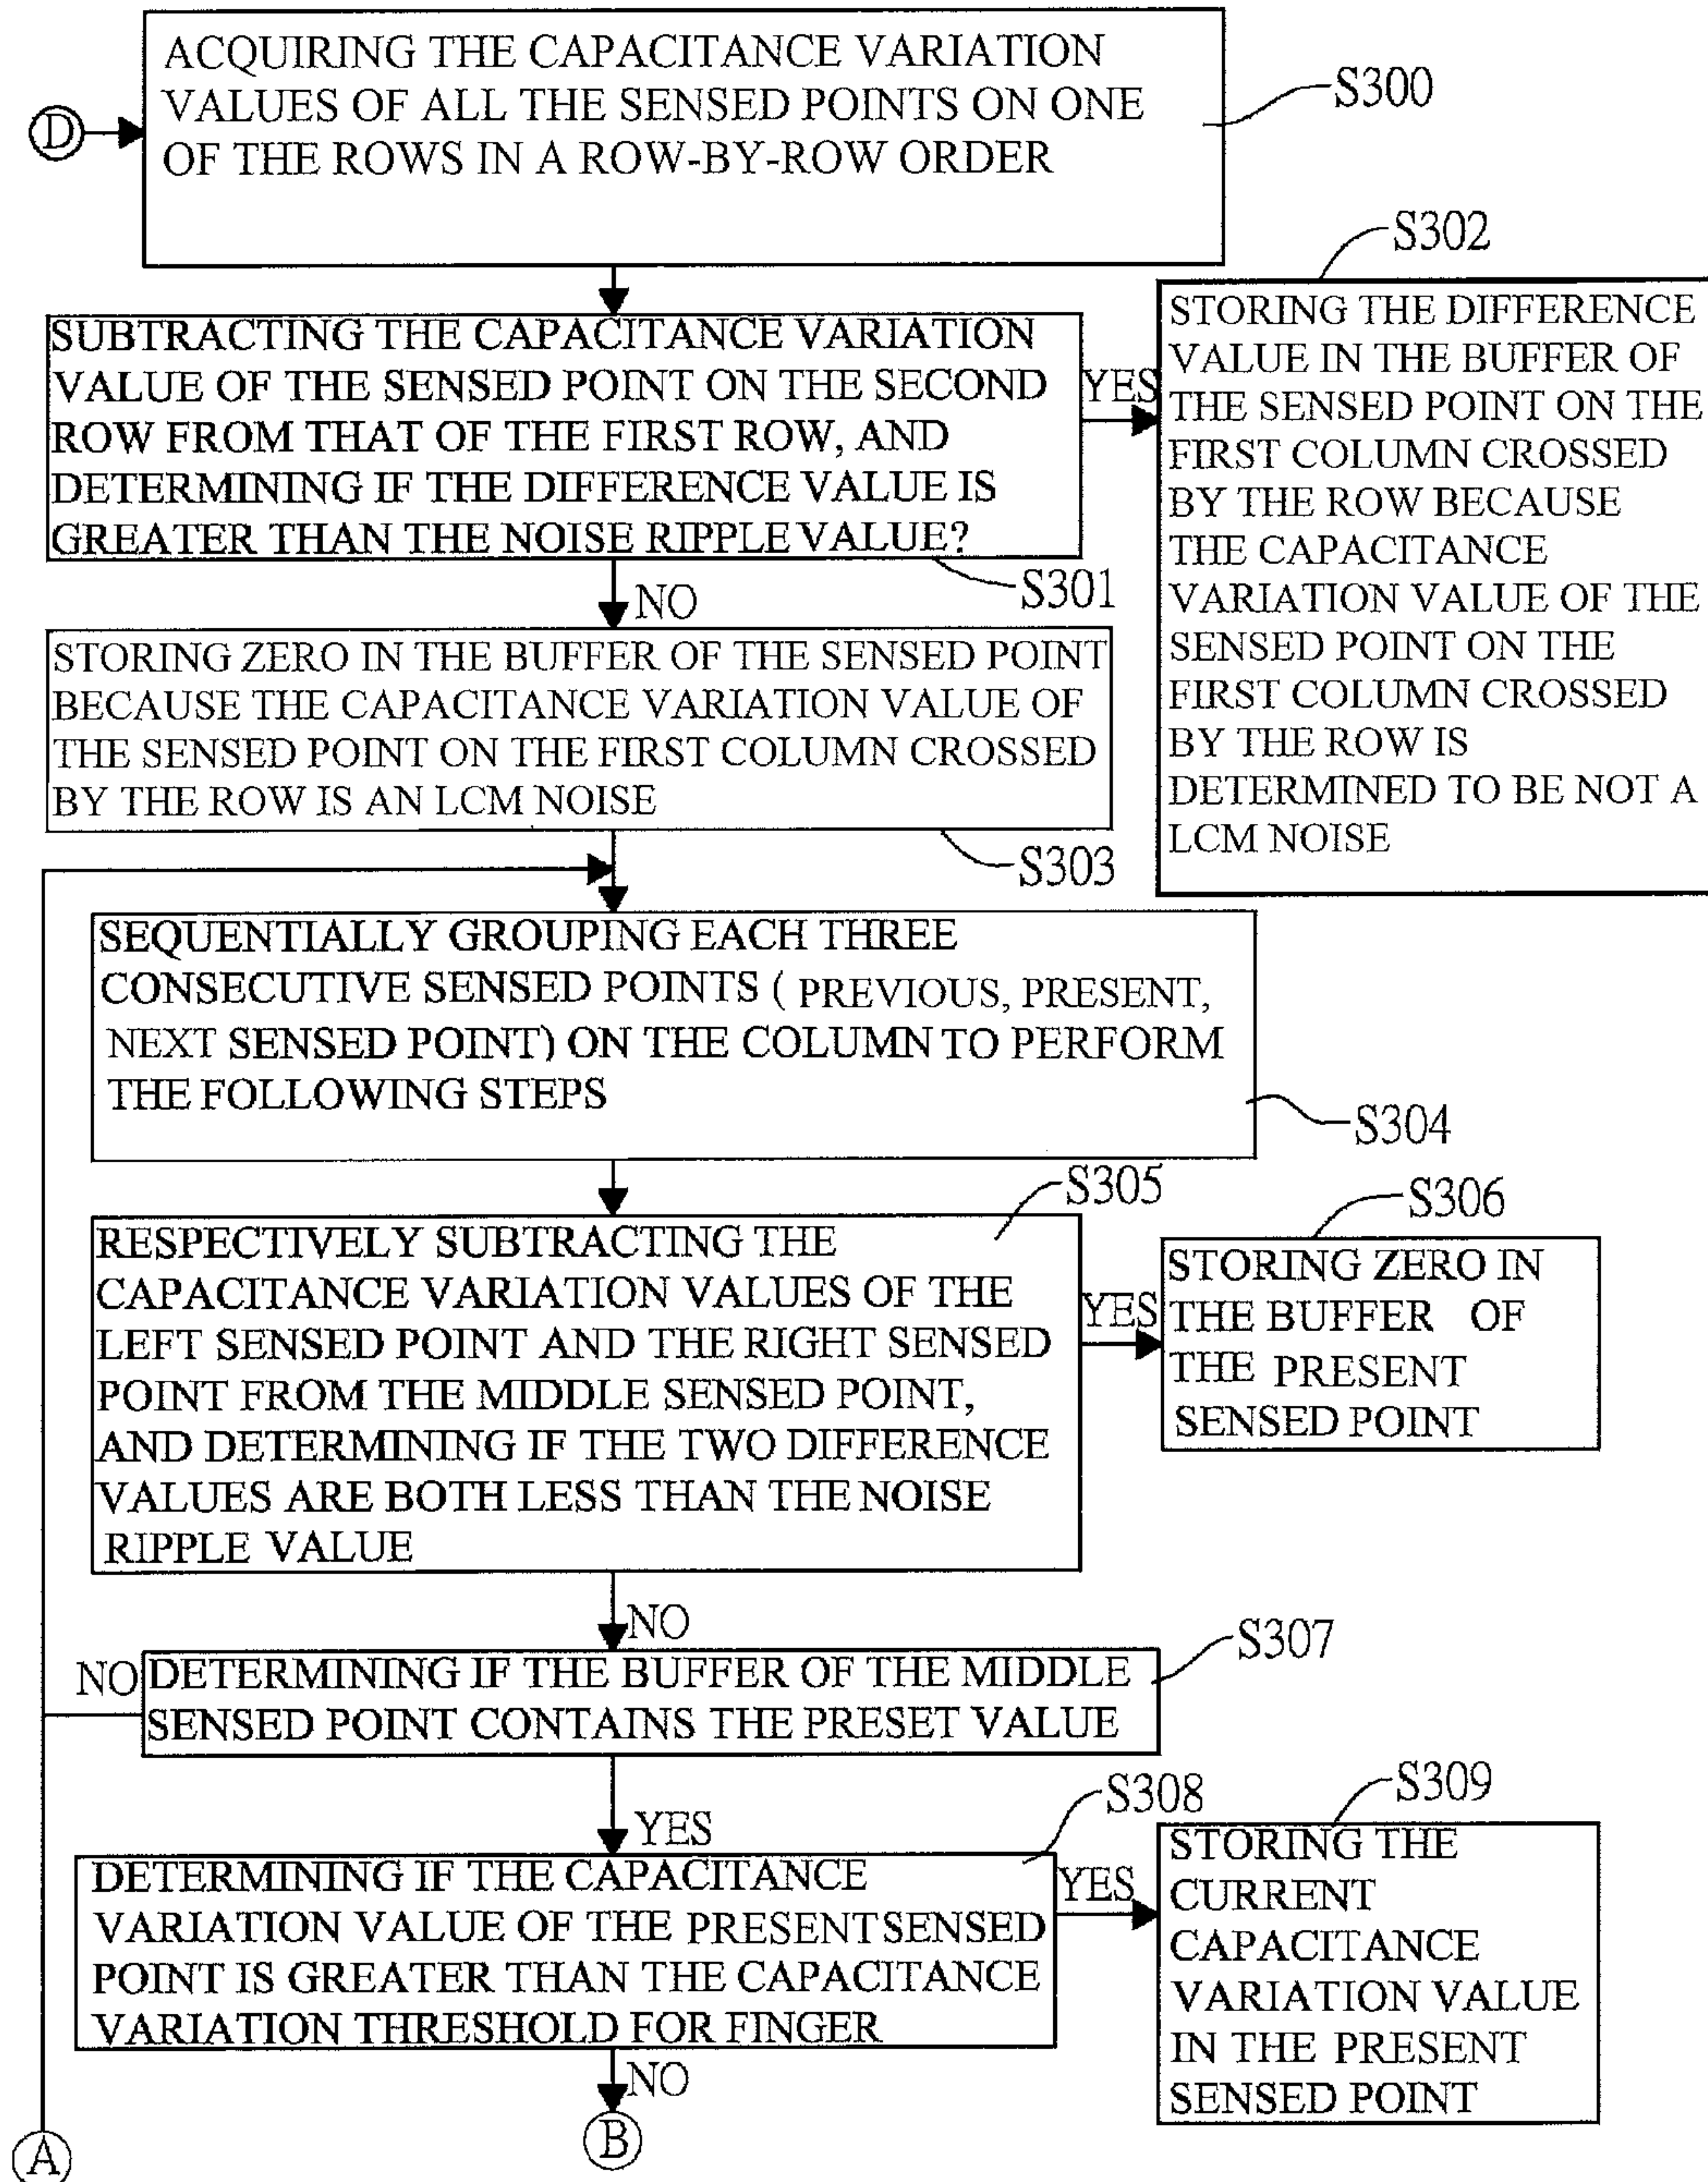 ACQUIRING THE CAPACITANCE VARIATION
VALUES OF ALL THE SENSED POINTS ON ONE
OF THE ROWS IN A ROW-BY-ROW ORDER
S300
D
SUBTRACTING THE CAPACITANCE VARIATION
VALUE OF THE SENSED POINT ON THE SECOND
ROW FROM THAT OF THE FIRST ROW, AND
DETERMINING IF THE DIFFERENCE VALUE IS
GREATER THAN THE NOISE RIPPLE VALUE?
S301
YES
NO
S302
STORING THE DIFFERENCE
VALUE IN THE BUFFER OF
THE SENSED POINT ON THE
FIRST COLUMN CROSSED
BY THE ROW BECAUSE
THE CAPACITANCE
VARIATION VALUE OF THE
SENSED POINT ON THE
FIRST COLUMN CROSSED
BY THE ROW IS
DETERMINED TO BE NOT A
LCM NOISE
STORING ZERO IN THE BUFFER OF THE SENSED POINT
BECAUSE THE CAPACITANCE VARIATION VALUE OF
THE SENSED POINT ON THE FIRST COLUMN CROSSED
BY THE ROW IS AN LCM NOISE
S303
SEQUENTIALLY GROUPING EACH THREE
CONSECUTIVE SENSED POINTS ( PREVIOUS, PRESENT,
NEXT SENSED POINT) ON THE COLUMN TO PERFORM
THE FOLLOWING STEPS
S304
S305
RESPECTIVELY SUBTRACTING THE
CAPACITANCE VARIATION VALUES OF THE
LEFT SENSED POINT AND THE RIGHT SENSED
POINT FROM THE MIDDLE SENSED POINT,
AND DETERMINING IF THE TWO DIFFERENCE
VALUES ARE BOTH LESS THAN THE NOISE
RIPPLE VALUE
YES
S306
STORING ZERO IN
THE BUFFER OF
THE PRESENT
SENSED POINT
NO
S307
NO
DETERMINING IF THE BUFFER OF THE MIDDLE
SENSED POINT CONTAINS THE PRESET VALUE
YES
S308
DETERMINING IF THE CAPACITANCE
VARIATION VALUE OF THE PRESENT SENSED
POINT IS GREATER THAN THE CAPACITANCE
VARIATION THRESHOLD FOR FINGER
YES
S309
STORING THE
CURRENT
CAPACITANCE
VARIATION VALUE
IN THE PRESENT
SENSED POINT
NO
B
A